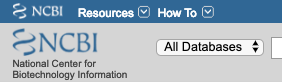 NCBI Resources How To
NCBI
All Databases
National Center for
Biotechnology Information